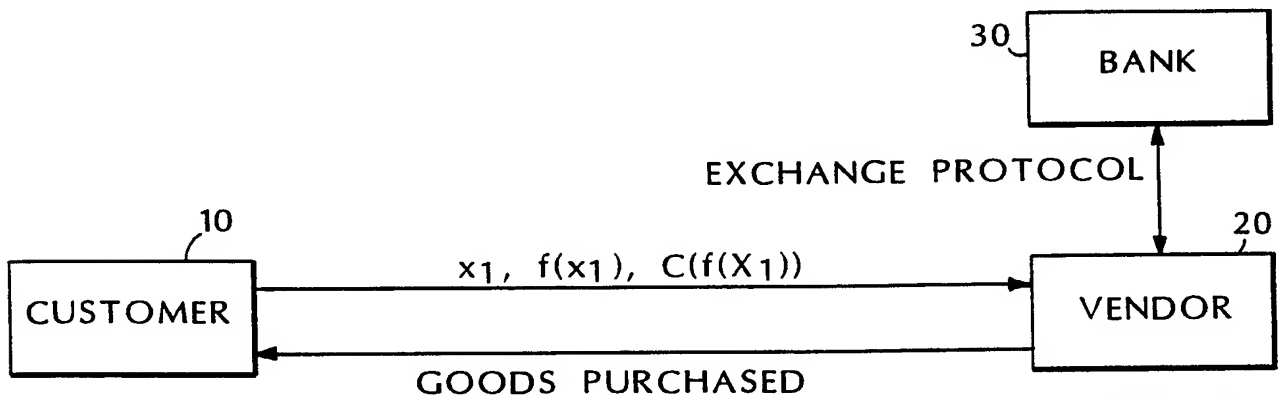 30
BANK
EXCHANGE PROTOCOL
10
20
x1, f(x1), C(f(X1))
CUSTOMER
VENDOR
GOODS PURCHASED